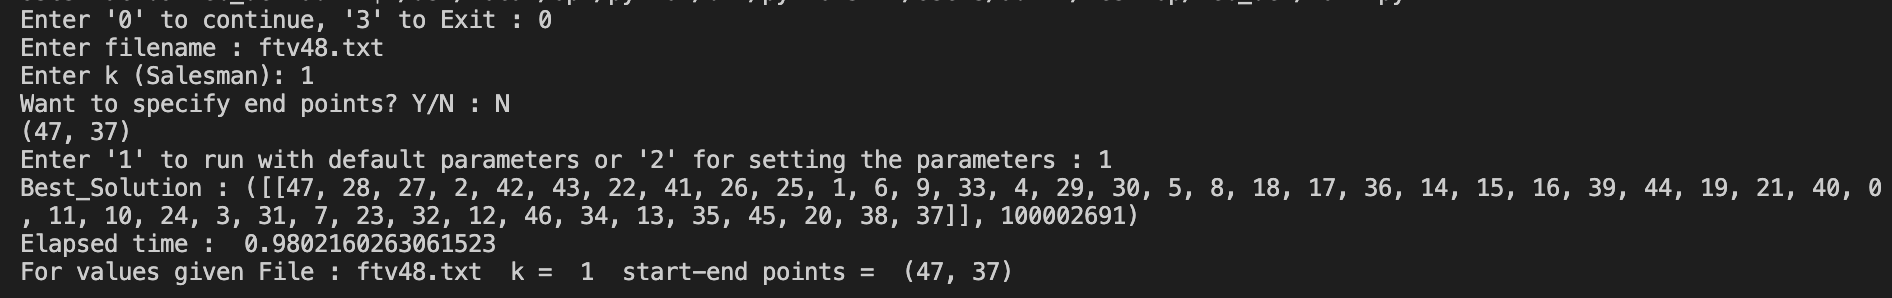 Enter '0' to continue, '3' to Exit : 0
Enter filename : ftv48.txt
Enter k (Salesman): 1
Want to specify end points? Y/N : N
(47, 37)
Enter '1' to run with default parameters or '2' for setting the parameters : 1
Best_Solution : ([[47, 28, 27, 2, 42, 43, 22, 41, 26, 25, 1, 6, 9, 33, 4, 29, 30, 5, 8, 18, 17, 36, 14, 15, 16, 39, 44, 19, 21, 40, 0
, 11, 10, 24, 3, 31, 7, 23, 32, 12, 46, 34, 13, 35, 45, 20, 38, 37]], 100002691)
Elapsed time :  0.9802160263061523
For values given File : ftv48.txt  k =  1  start-end points =  (47, 37)